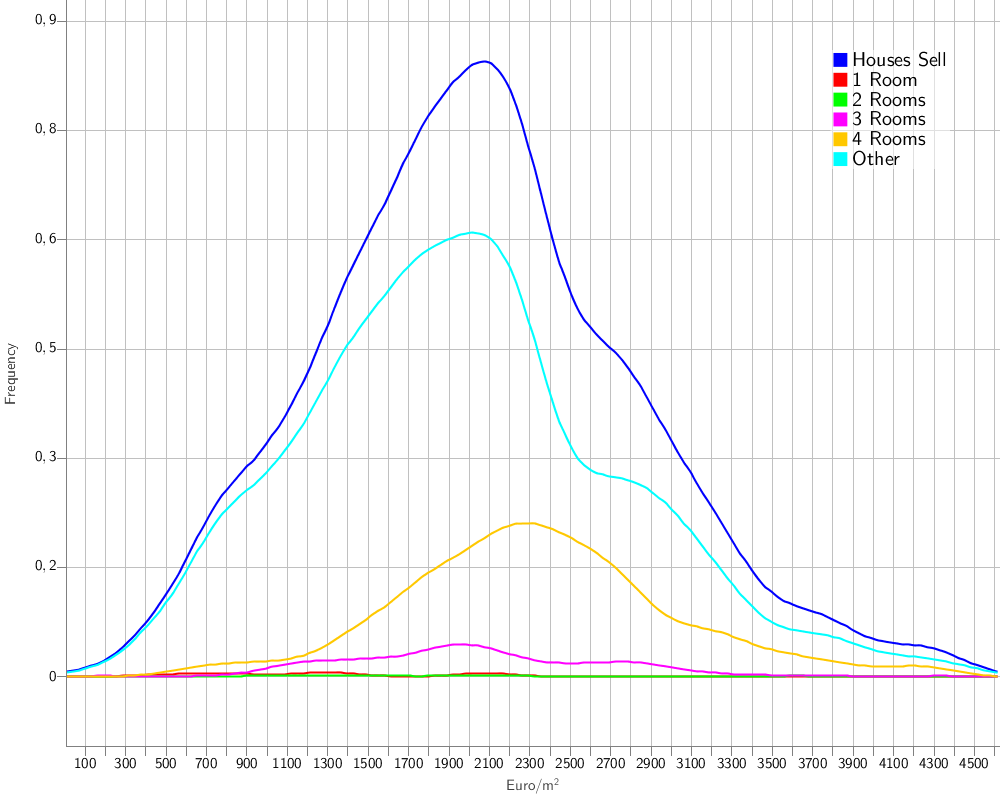 0, 9
0, 8
0, 6
0, 5
0, 3
0, 2
0
Frequency
Houses Sell
1 Room
2 Rooms
3 Rooms
4 Rooms
Other
100 300 500 700 900 1100 1300 1500 1700 1900 2100 2300 2500 2700 2900 3100 3300 3500 3700 3900 4100 4300 4500
Euro/m²